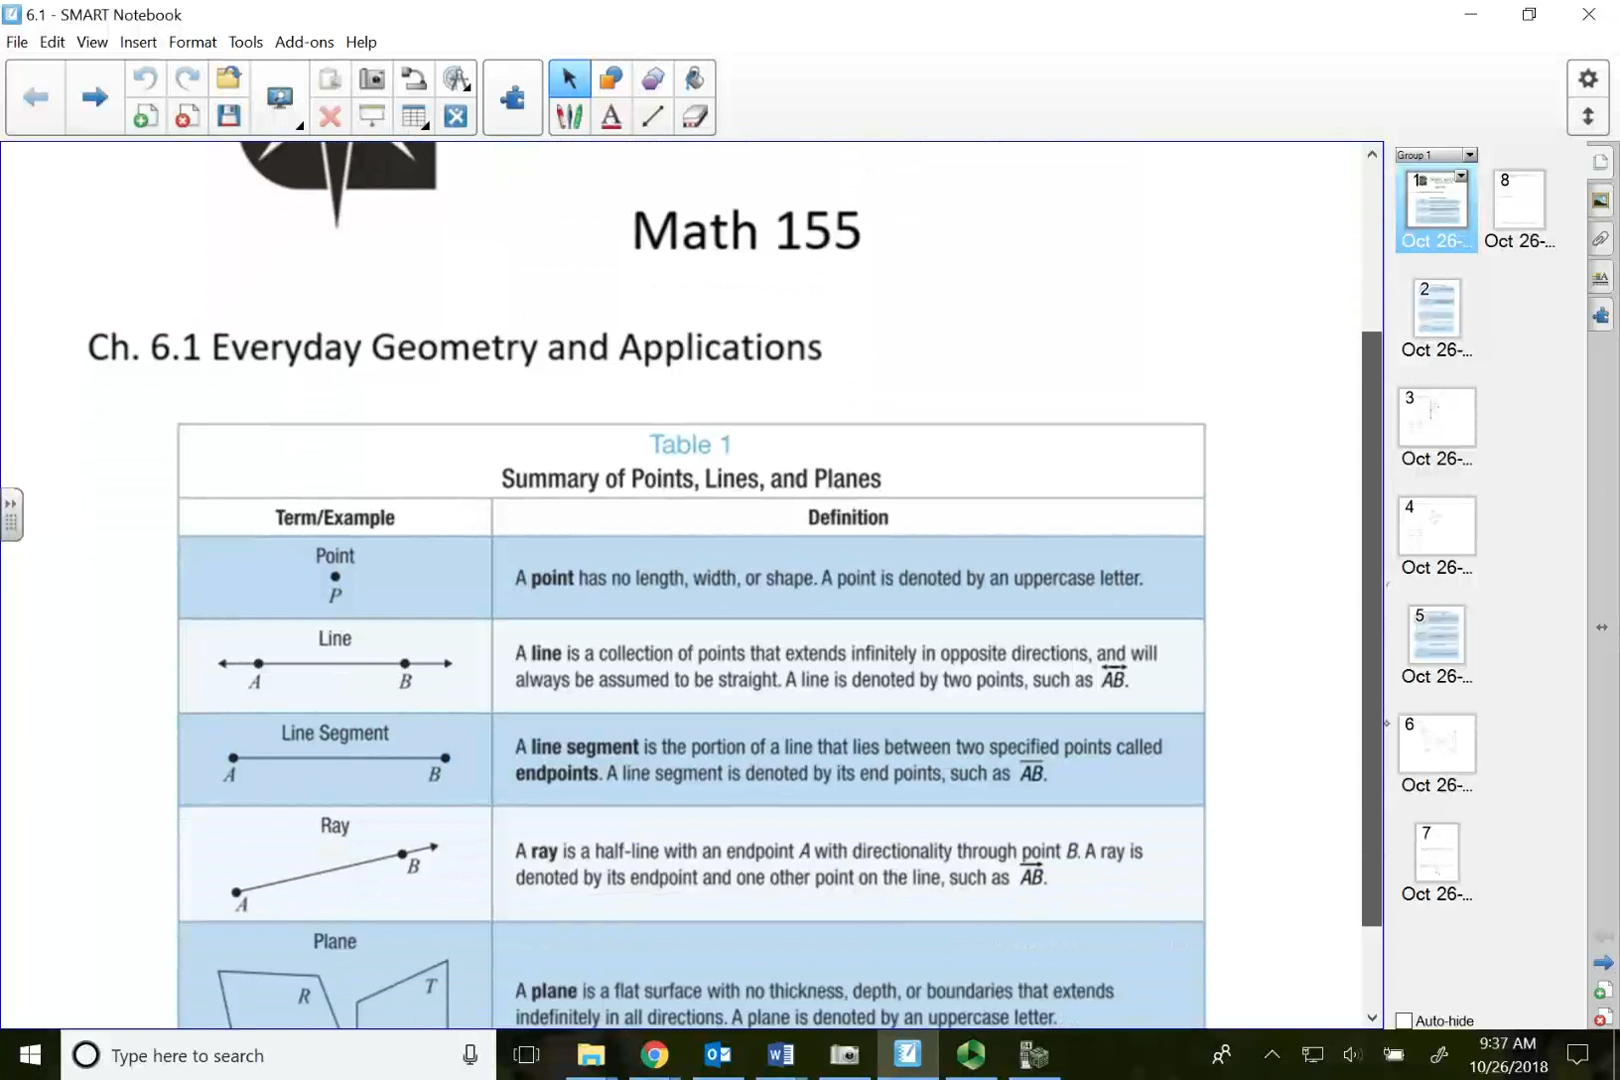 6.1 - SMART Notebook
File Edit View Insert Format Tools Add-ons Help
Math 155
Ch. 6.1 Everyday Geometry and Applications
Table 1
Summary of Points, Lines, and Planes
Term/Example Definition
Point
P
A point has no length, width, or shape. A point is denoted by an uppercase letter.
Line
A B
A line is a collection of points that extends infinitely in opposite directions, and will
always be assumed to be straight. A line is denoted by two points, such as AB.
Line Segment
A B
A line segment is the portion of a line that lies between two specified points called
endpoints. A line segment is denoted by its end points, such as AB.
Ray
B
A
A ray is a half-line with an endpoint A with directionality through point B. A ray is
denoted by its endpoint and one other point on the line, such as AB.
Plane
R T
A plane is a flat surface with no thickness, depth, or boundaries that extends
indefinitely in all directions. A plane is denoted by an uppercase letter.
Group 1
1
Oct 26-...
8
Oct 26-...
2
Oct 26-...
3
Oct 26-...
4
Oct 26-...
5
Oct 26-...
6
Oct 26-...
7
Oct 26-...
Auto-hide
Type here to search
9:37 AM
10/26/2018